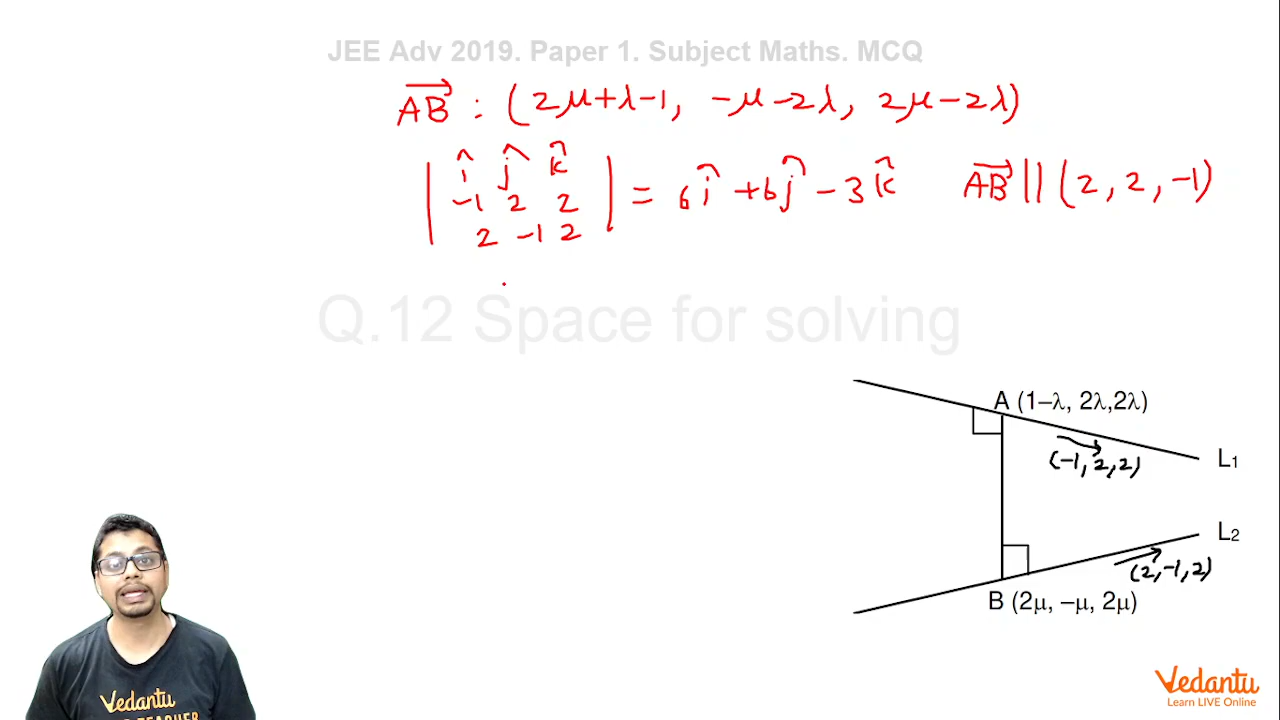 JEE Adv 2019. Paper 1. Subject Maths. MCQ
AB : (2μ+λ-1, -μ-2λ, 2μ-2λ)
| î ĵ k̂ |
| -1 2 2 | = 6î + 6ĵ - 3k̂ AB || (2, 2, -1)
| 2 -1 2 |
Q.12 Space for solving
A (1–λ, 2λ,2λ)
(-1, 2, 2)
L1
L2
(2, -1, 2)
B (2μ, –μ, 2μ)
Vedantu
Vedantu
Learn LIVE Online